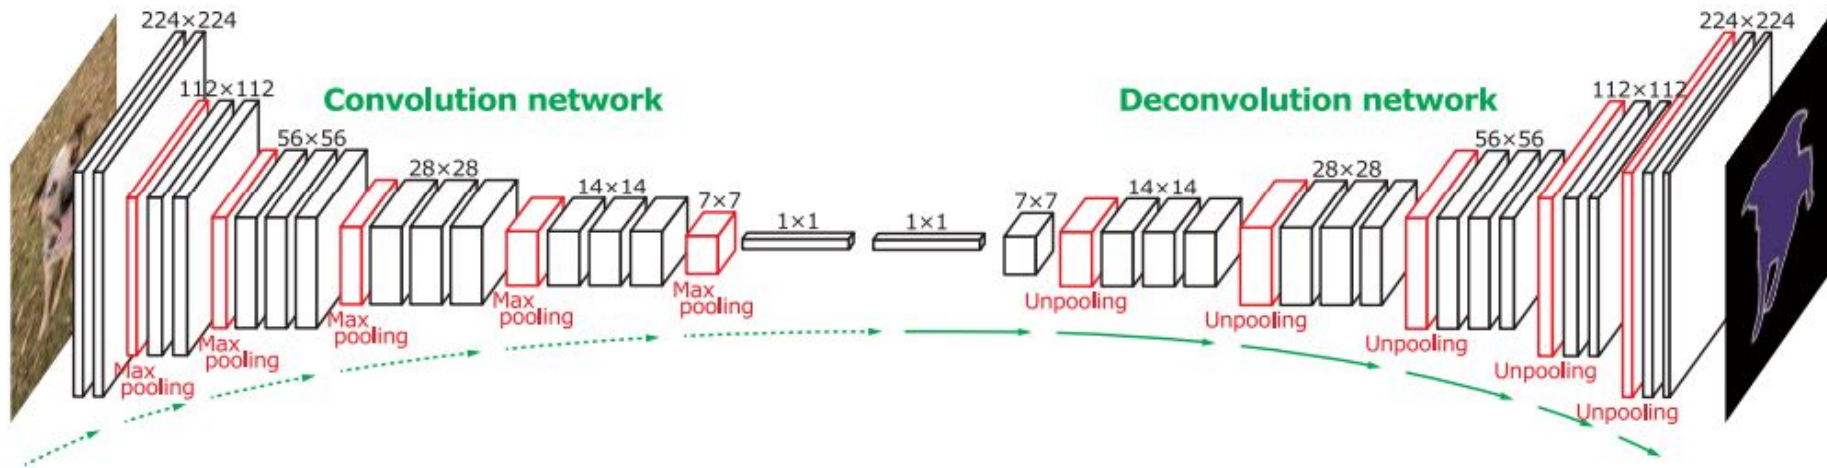 224×224
112×112
56×56
28×28
14×14
7×7
1×1
Convolution network
Max
pooling
Max
pooling
Max
pooling
Max
pooling
Max
pooling
1×1
7×7
14×14
28×28
56×56
112×112
224×224
Deconvolution network
Unpooling
Unpooling
Unpooling
Unpooling
Unpooling